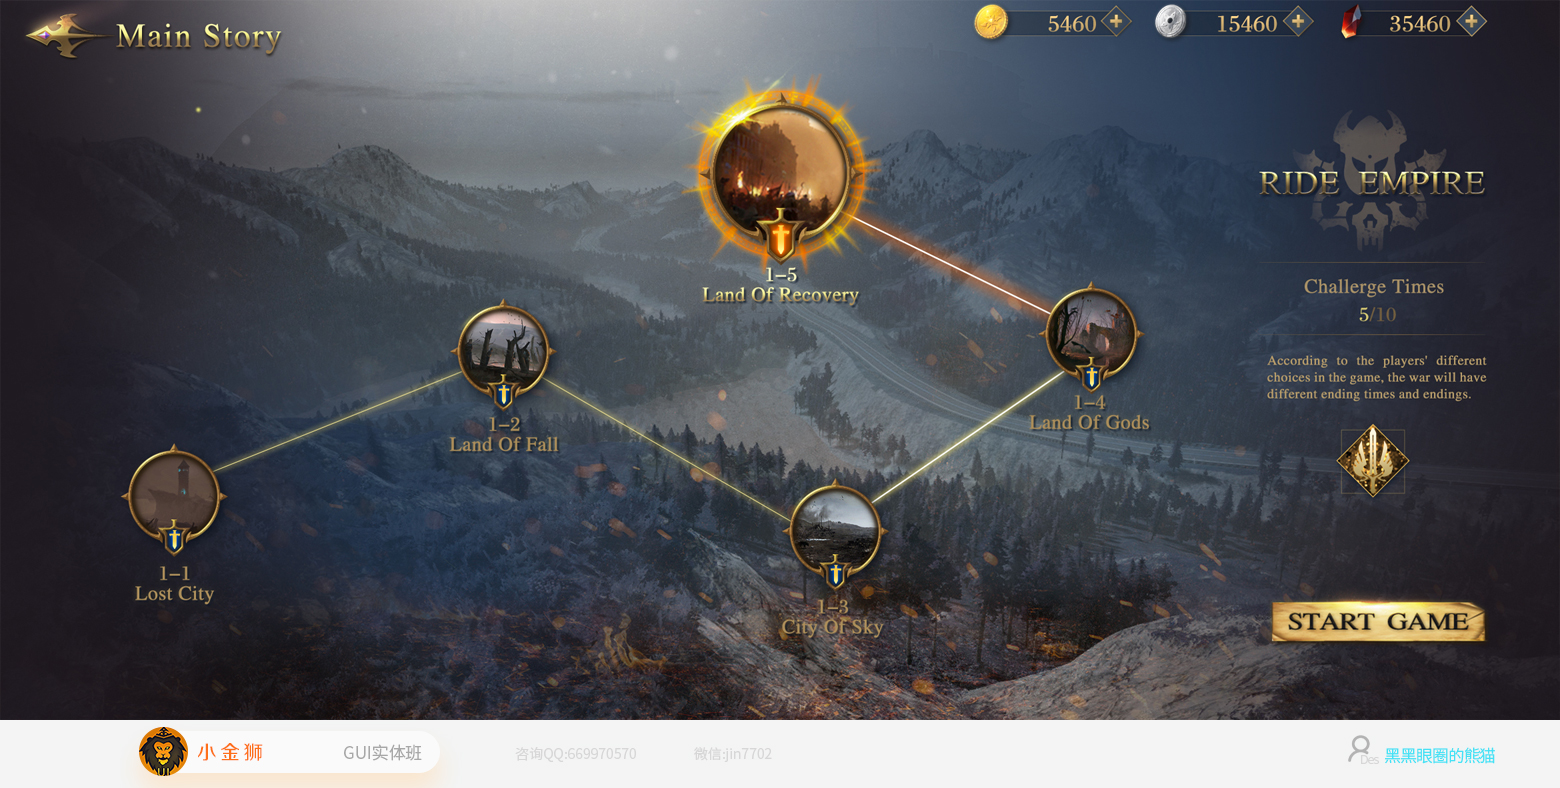 Main Story
5460
15460
35460
RIDE EMPIRE
Challerge Times
5/10
According to the players' different
choices in the game, the war will have
different ending times and endings.
1-5
Land Of Recovery
1-2
Land Of Fall
1-4
Land Of Gods
1-1
Lost City
1-3
City Of Sky
START GAME
小金狮
GUI实体班
咨询QQ:669970570
微信:jin7702
Des
黑黑眼圈的熊猫